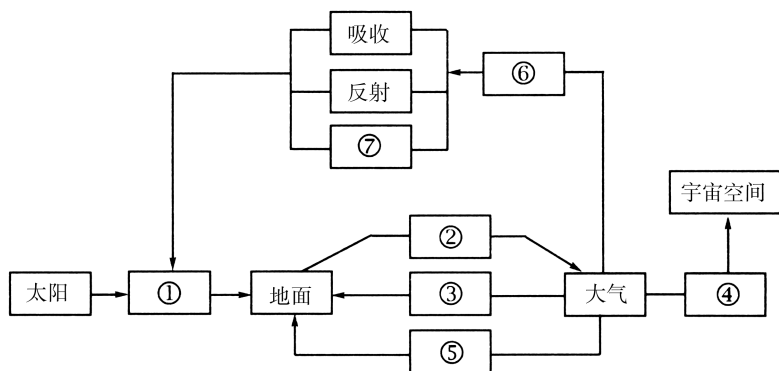 吸收
反射
⑥
⑦
宇宙空间
②
太阳
①
地面
③
大气
④
⑤